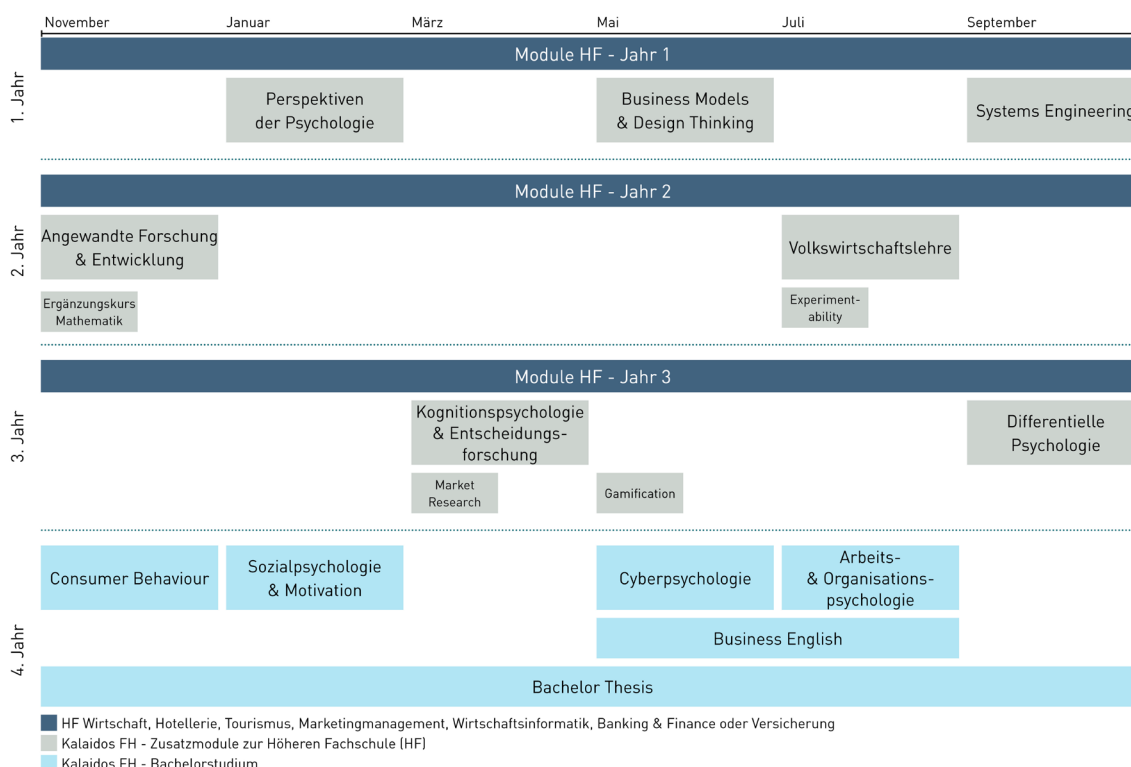 November
Januar
März
Mai
Juli
September
1. Jahr
Module HF - Jahr 1
Perspektiven
der Psychologie
Business Models
& Design Thinking
Systems Engineering
2. Jahr
Module HF - Jahr 2
Angewandte Forschung
& Entwicklung
Volkswirtschaftslehre
Ergänzungskurs
Mathematik
Experiment-
ability
3. Jahr
Module HF - Jahr 3
Kognitionspsychologie
& Entscheidungs-
forschung
Differentielle
Psychologie
Market
Research
Gamification
4. Jahr
Consumer Behaviour
Sozialpsychologie
& Motivation
Cyberpsychologie
Arbeits-
& Organisations-
psychologie
Business English
Bachelor Thesis
HF Wirtschaft, Hotellerie, Tourismus, Marketingmanagement, Wirtschaftsinformatik, Banking & Finance oder Versicherung
Kalaidos FH - Zusatzmodule zur Höheren Fachschule (HF)
Kalaidos FH - Bachelorstudium